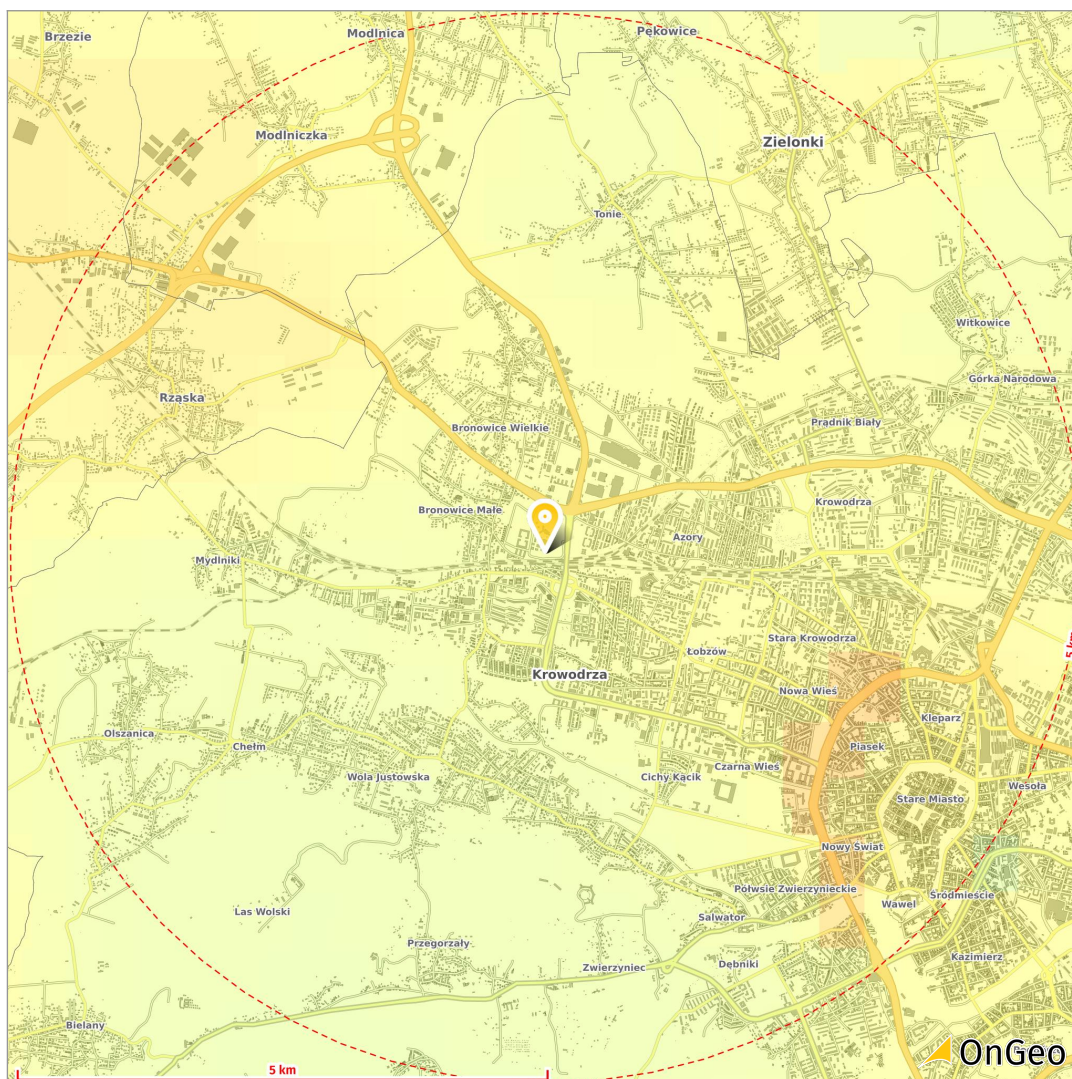 Brzezie
Modlnica
Pękowice
Modlniczka
Zielonki
Tonie
Witkowice
Górka Narodowa
Rząska
Prądnik Biały
Bronowice Wielkie
Krowodrza
Bronowice Małe
Azory
Mydlniki
Stara Krowodrza
5 km
Łobzów
Krowodrza
Nowa Wieś
Kleparz
Olszanica
Chełm
Piasek
Wola Justowska
Cichy Kącik
Czarna Wieś
Wesoła
Stare Miasto
Nowy Świat
Półwsie Zwierzynieckie
Śródmieście
Wawel
Las Wolski
Salwator
Przegorzały
Kazimierz
Zwierzyniec
Dębniki
Bielany
OnGeo
5 km